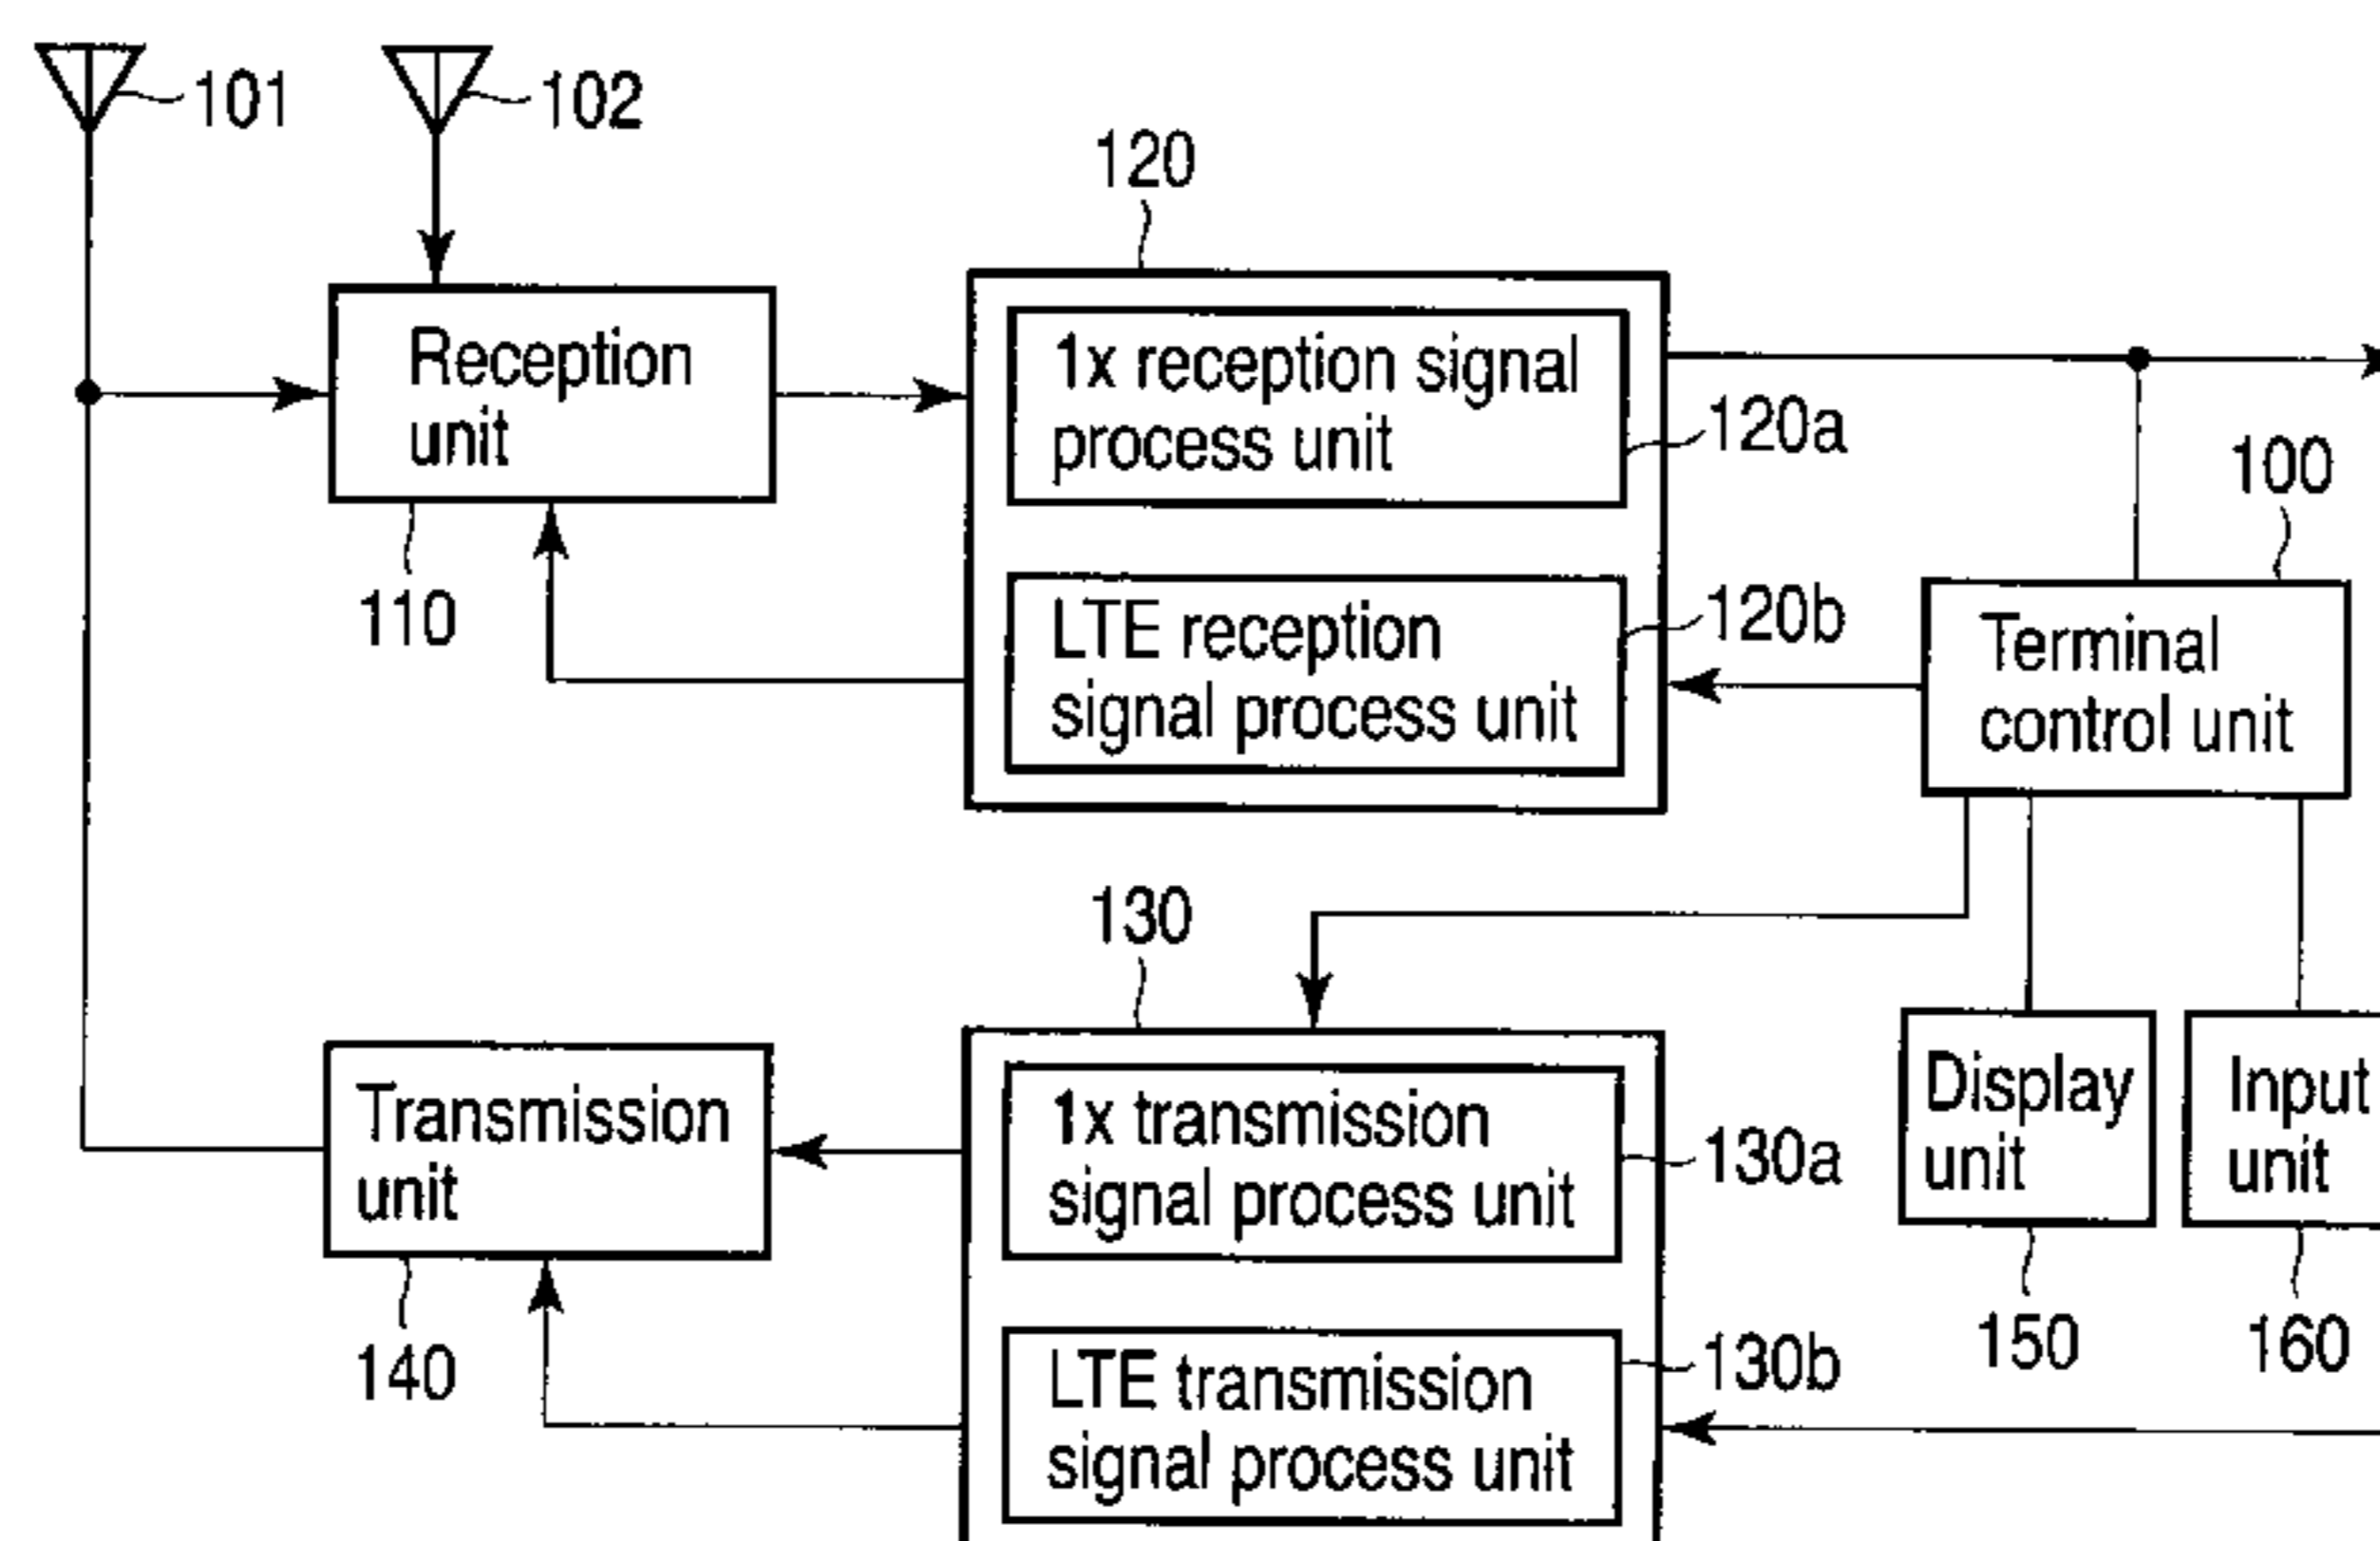 101
102
120
Reception
unit
110
1x reception signal
process unit
120a
LTE reception
signal process unit
120b
100
Terminal
control unit
130
Transmission
unit
140
1x transmission
signal process unit
130a
LTE transmission
signal process unit
130b
Display
unit
150
Input
unit
160